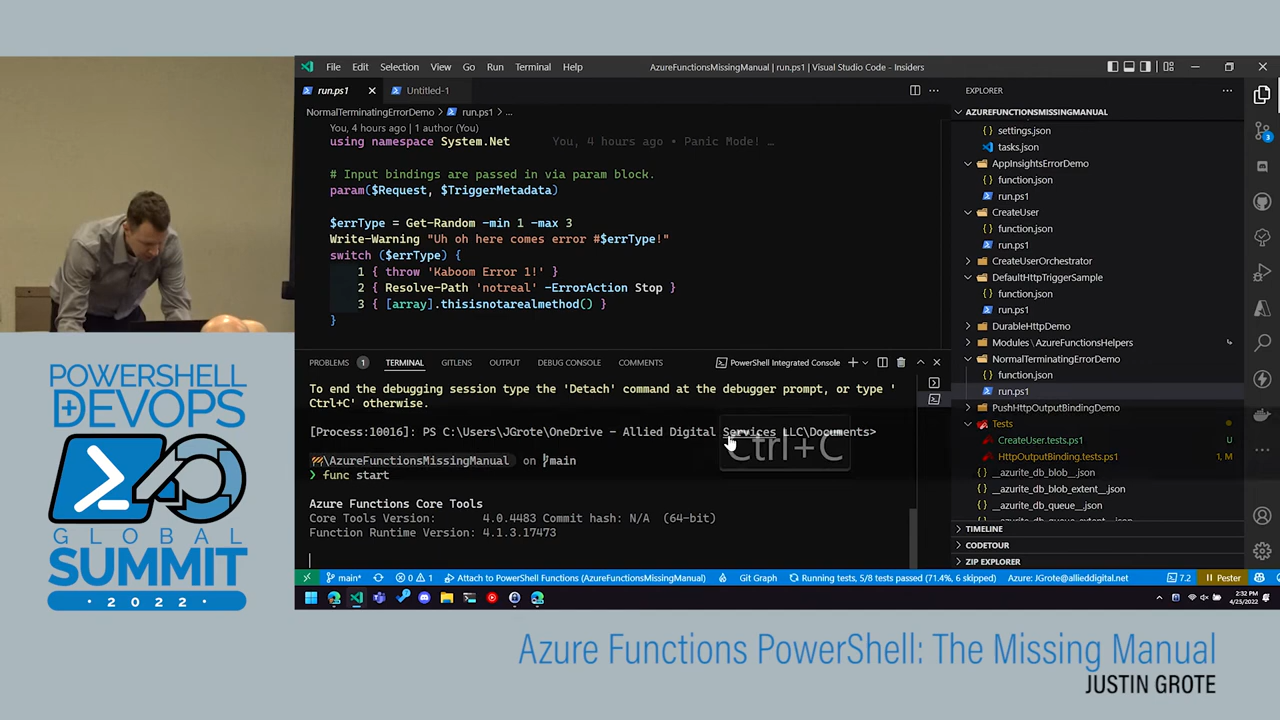 File Edit Selection View Go Run Terminal Help
AzureFunctionsMissingManual | run.ps1 | Visual Studio Code - Insiders
run.ps1
Untitled-1
NormalTerminatingErrorDemo > run.ps1 > ...
You, 4 hours ago | 1 author (You)
using namespace System.Net You, 4 hours ago • Panic Mode! …
# Input bindings are passed in via param block.
param($Request, $TriggerMetadata)
$errType = Get-Random -min 1 -max 3
Write-Warning "Uh oh here comes error #$errType!"
switch ($errType) {
1 { throw 'Kaboom Error 1!' }
2 { Resolve-Path 'notreal' -ErrorAction Stop }
3 { [array].thisisnotarealmethod() }
}
PROBLEMS 1 TERMINAL GITLENS OUTPUT DEBUG CONSOLE COMMENTS
PowerShell Integrated Console
To end the debugging session type the 'Detach' command at the debugger prompt, or type '
Ctrl+C' otherwise.
[Process:10016]: PS C:\Users\JGrote\OneDrive - Allied Digital Services LLC\Documents>
Ctrl+C
\AzureFunctionsMissingManual on main
> func start
Azure Functions Core Tools
Core Tools Version: 4.0.4483 Commit hash: N/A (64-bit)
Function Runtime Version: 4.1.3.17473
EXPLORER
AZUREFUNCTIONSMISSINGMANUAL
settings.json
tasks.json
AppInsightsErrorDemo
function.json
run.ps1
CreateUser
function.json
run.ps1
CreateUserOrchestrator
DefaultHttpTriggerSample
function.json
run.ps1
DurableHttpDemo
Modules\AzureFunctionsHelpers
NormalTerminatingErrorDemo
function.json
run.ps1
PushHttpOutputBindingDemo
Tests
CreateUser.tests.ps1 U
HttpOutputBinding.tests.ps1 1, M
__azurite_db_blob__.json
__azurite_db_blob_extent__.json
__azurite_db_queue__.json
TIMELINE
CODETOUR
ZIP EXPLORER
3
main* 0 1 Attach to PowerShell Functions (AzureFunctionsMissingManual) Git Graph Running tests, 5/8 tests passed (71.4%, 6 skipped) Azure: JGrote@allieddigital.net 7.2 Pester
2:32 PM
4/25/2022
POWERSHELL
+DEVOPS
GLOBAL
SUMMIT
· 2022 ·
Azure Functions PowerShell: The Missing Manual
JUSTIN GROTE